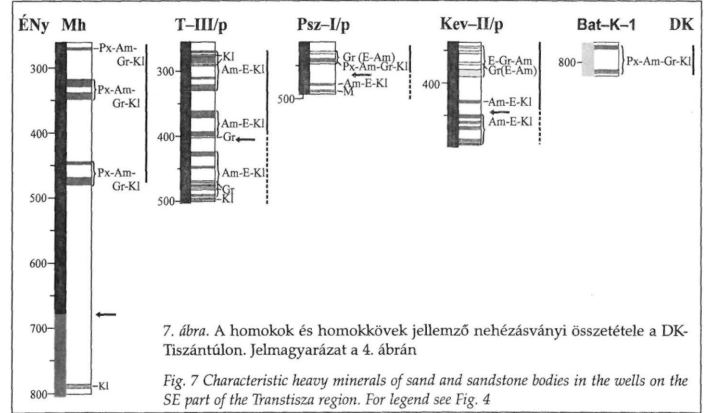 ÉNy Mh T–III/p Psz–I/p Kev–II/p Bat–K–1 DK
300
400
500
600
700
800
Px-Am-
Gr-Kl
Px-Am-
Gr-Kl
Px-Am-
Gr-Kl
Kl
300
400
500
Kl
Am-E-Kl
Am-E-Kl
Gr
Am-E-Kl
Gr
Kl
500
Gr (E-Am)
Px-Am-Gr-Kl
Am-E-Kl
M
400
E-Gr-Am
Gr(E-Am)
Am-E-Kl
Am-E-Kl
800
Px-Am-Gr-Kl
7. ábra. A homokok és homokkövek jellemző nehézásványi összetétele a DK-
Tiszántúlon. Jelmagyarázat a 4. ábrán
Fig. 7 Characteristic heavy minerals of sand and sandstone bodies in the wells on the
SE part of the Transtisza region. For legend see Fig. 4